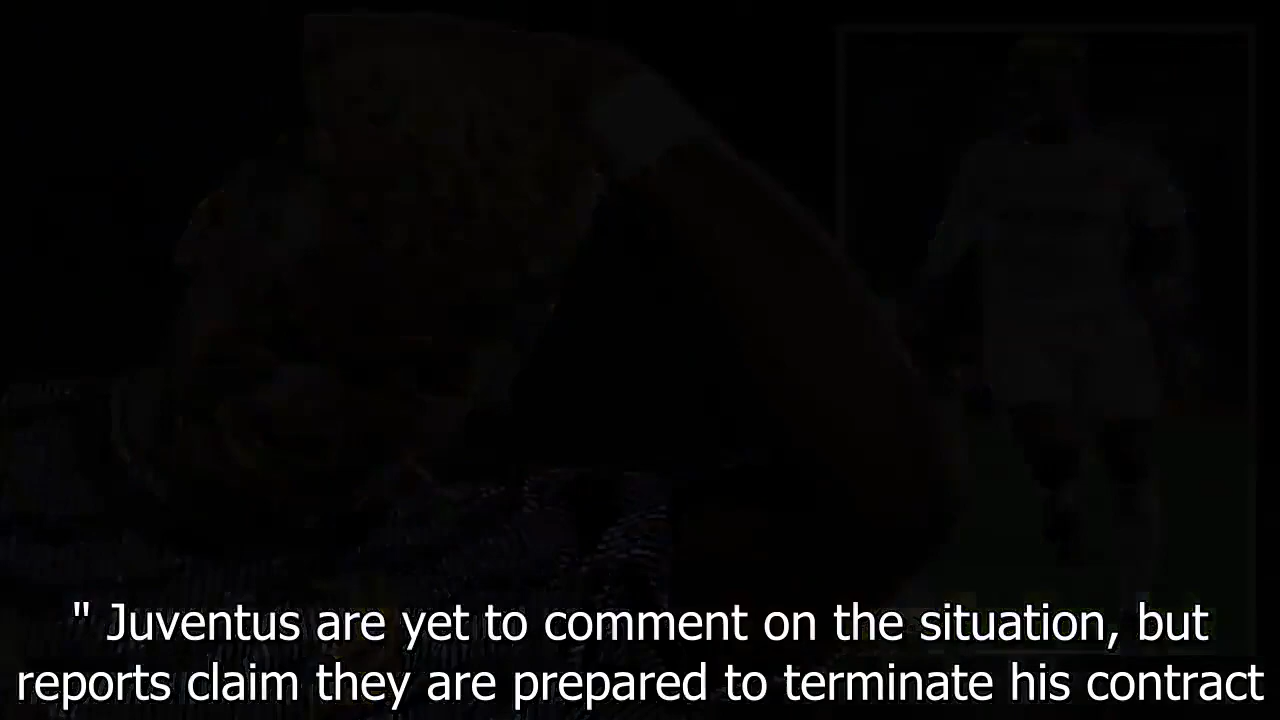 " Juventus are yet to comment on the situation, but
reports claim they are prepared to terminate his contract